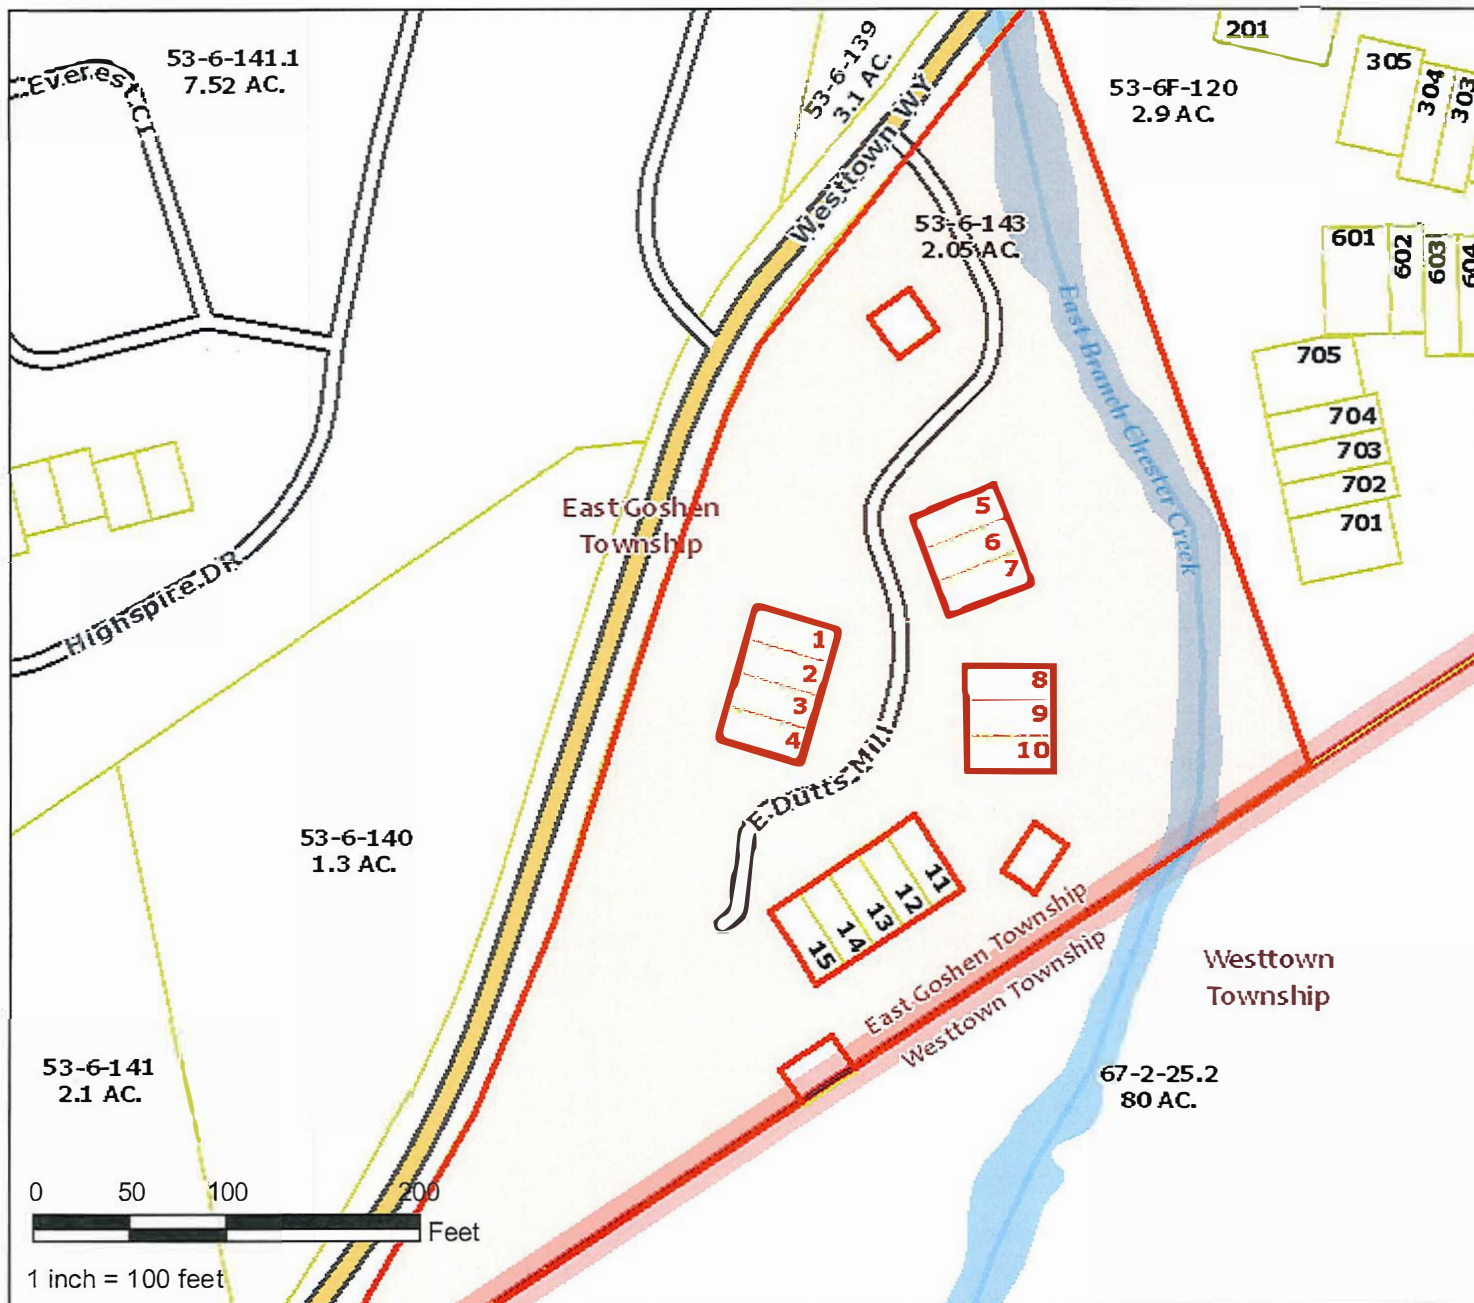 201
305
304
303
53-6-141.1
7.52 AC.
Everest CI
53-6-139
3.1 AC.
Westtown WY
53-6F-120
2.9 AC.
53-6-143
2.05 AC.
601
602
603
604
East Branch Chester Creek
705
704
703
702
701
East Goshen
Township
Highspire DR
5
6
7
1
2
3
4
8
9
10
E Dutts Mill
53-6-140
1.3 AC.
11
12
13
14
15
East Goshen Township
Westtown Township
Westtown
Township
53-6-141
2.1 AC.
67-2-25.2
80 AC.
0 50 100 200
Feet
1 inch = 100 feet